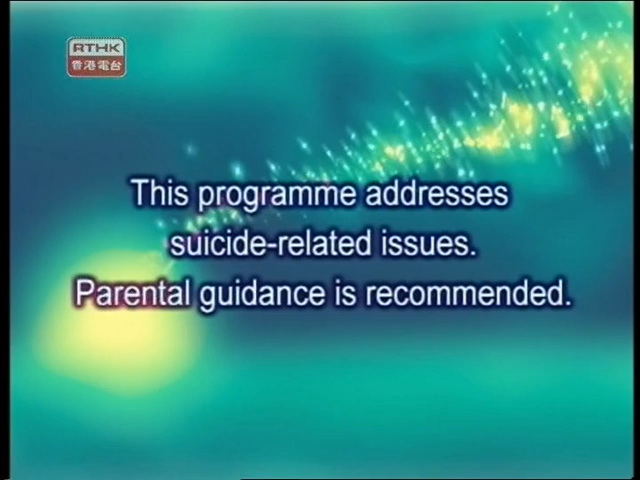 RTHK
香港電台
This programme addresses
suicide-related issues.
Parental guidance is recommended.